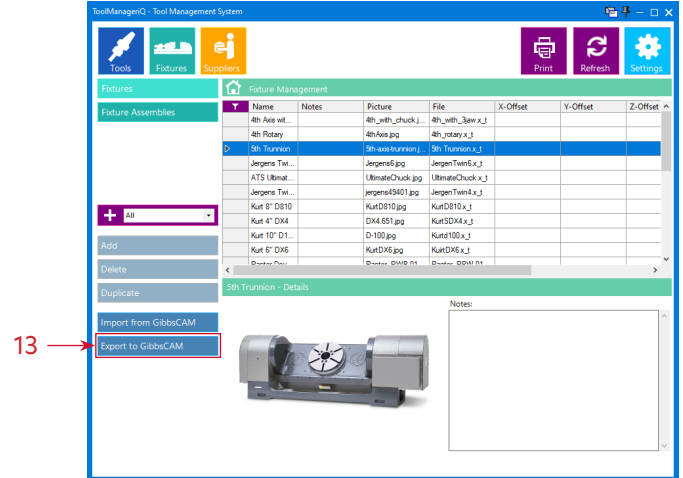 ToolManageriQ - Tool Management System
Tools
Fixtures
Suppliers
Print
Refresh
Settings
Fixtures
Fixture Assemblies
All
Add
Delete
Duplicate
Import from GibbsCAM
13
Export to GibbsCAM
Fixture Management
Name Notes Picture File X-Offset Y-Offset Z-Offset
4th Axis wit... 4th_with_chuck.j... 4th_with_3jaw.x_t
4th Rotary 4thAxis.jpg 4th_rotary.x_t
5th Trunnion 5th-axis-trunnion.j... 5th Trunnion.x_t
Jergens Twi... Jergens6.jpg JergenTwin6.x_t
ATS Ultimat... UltimateChuck.jpg UltimateChuck.x_t
Jergens Twi... jergens49401.jpg JergenTwin4.x_t
Kurt 8" D810 KurtD810.jpg KurtD810.x_t
Kurt 4" DX4 DX4.651.jpg KurtSDX4.x_t
Kurt 10" D1... D-100.jpg Kurtd100.x_t
Kurt 6" DX6 KurtDX6.jpg KuirtDX6.x_t
5th Trunnion - Details
Notes: